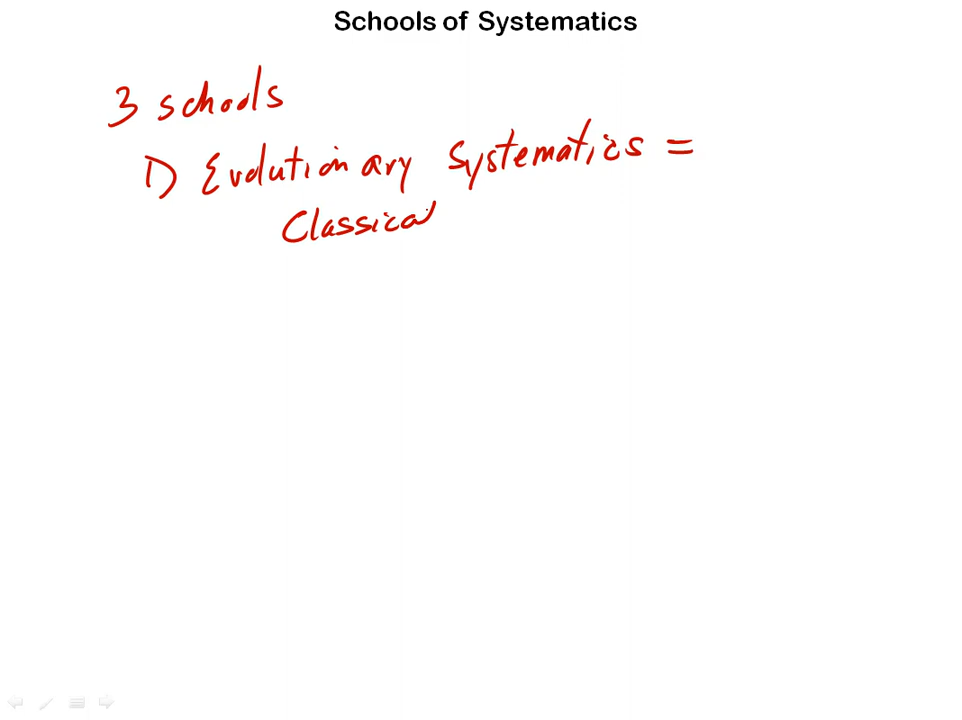 Schools of Systematics
3 schools
1) Evolutionary Systematics =
Classical